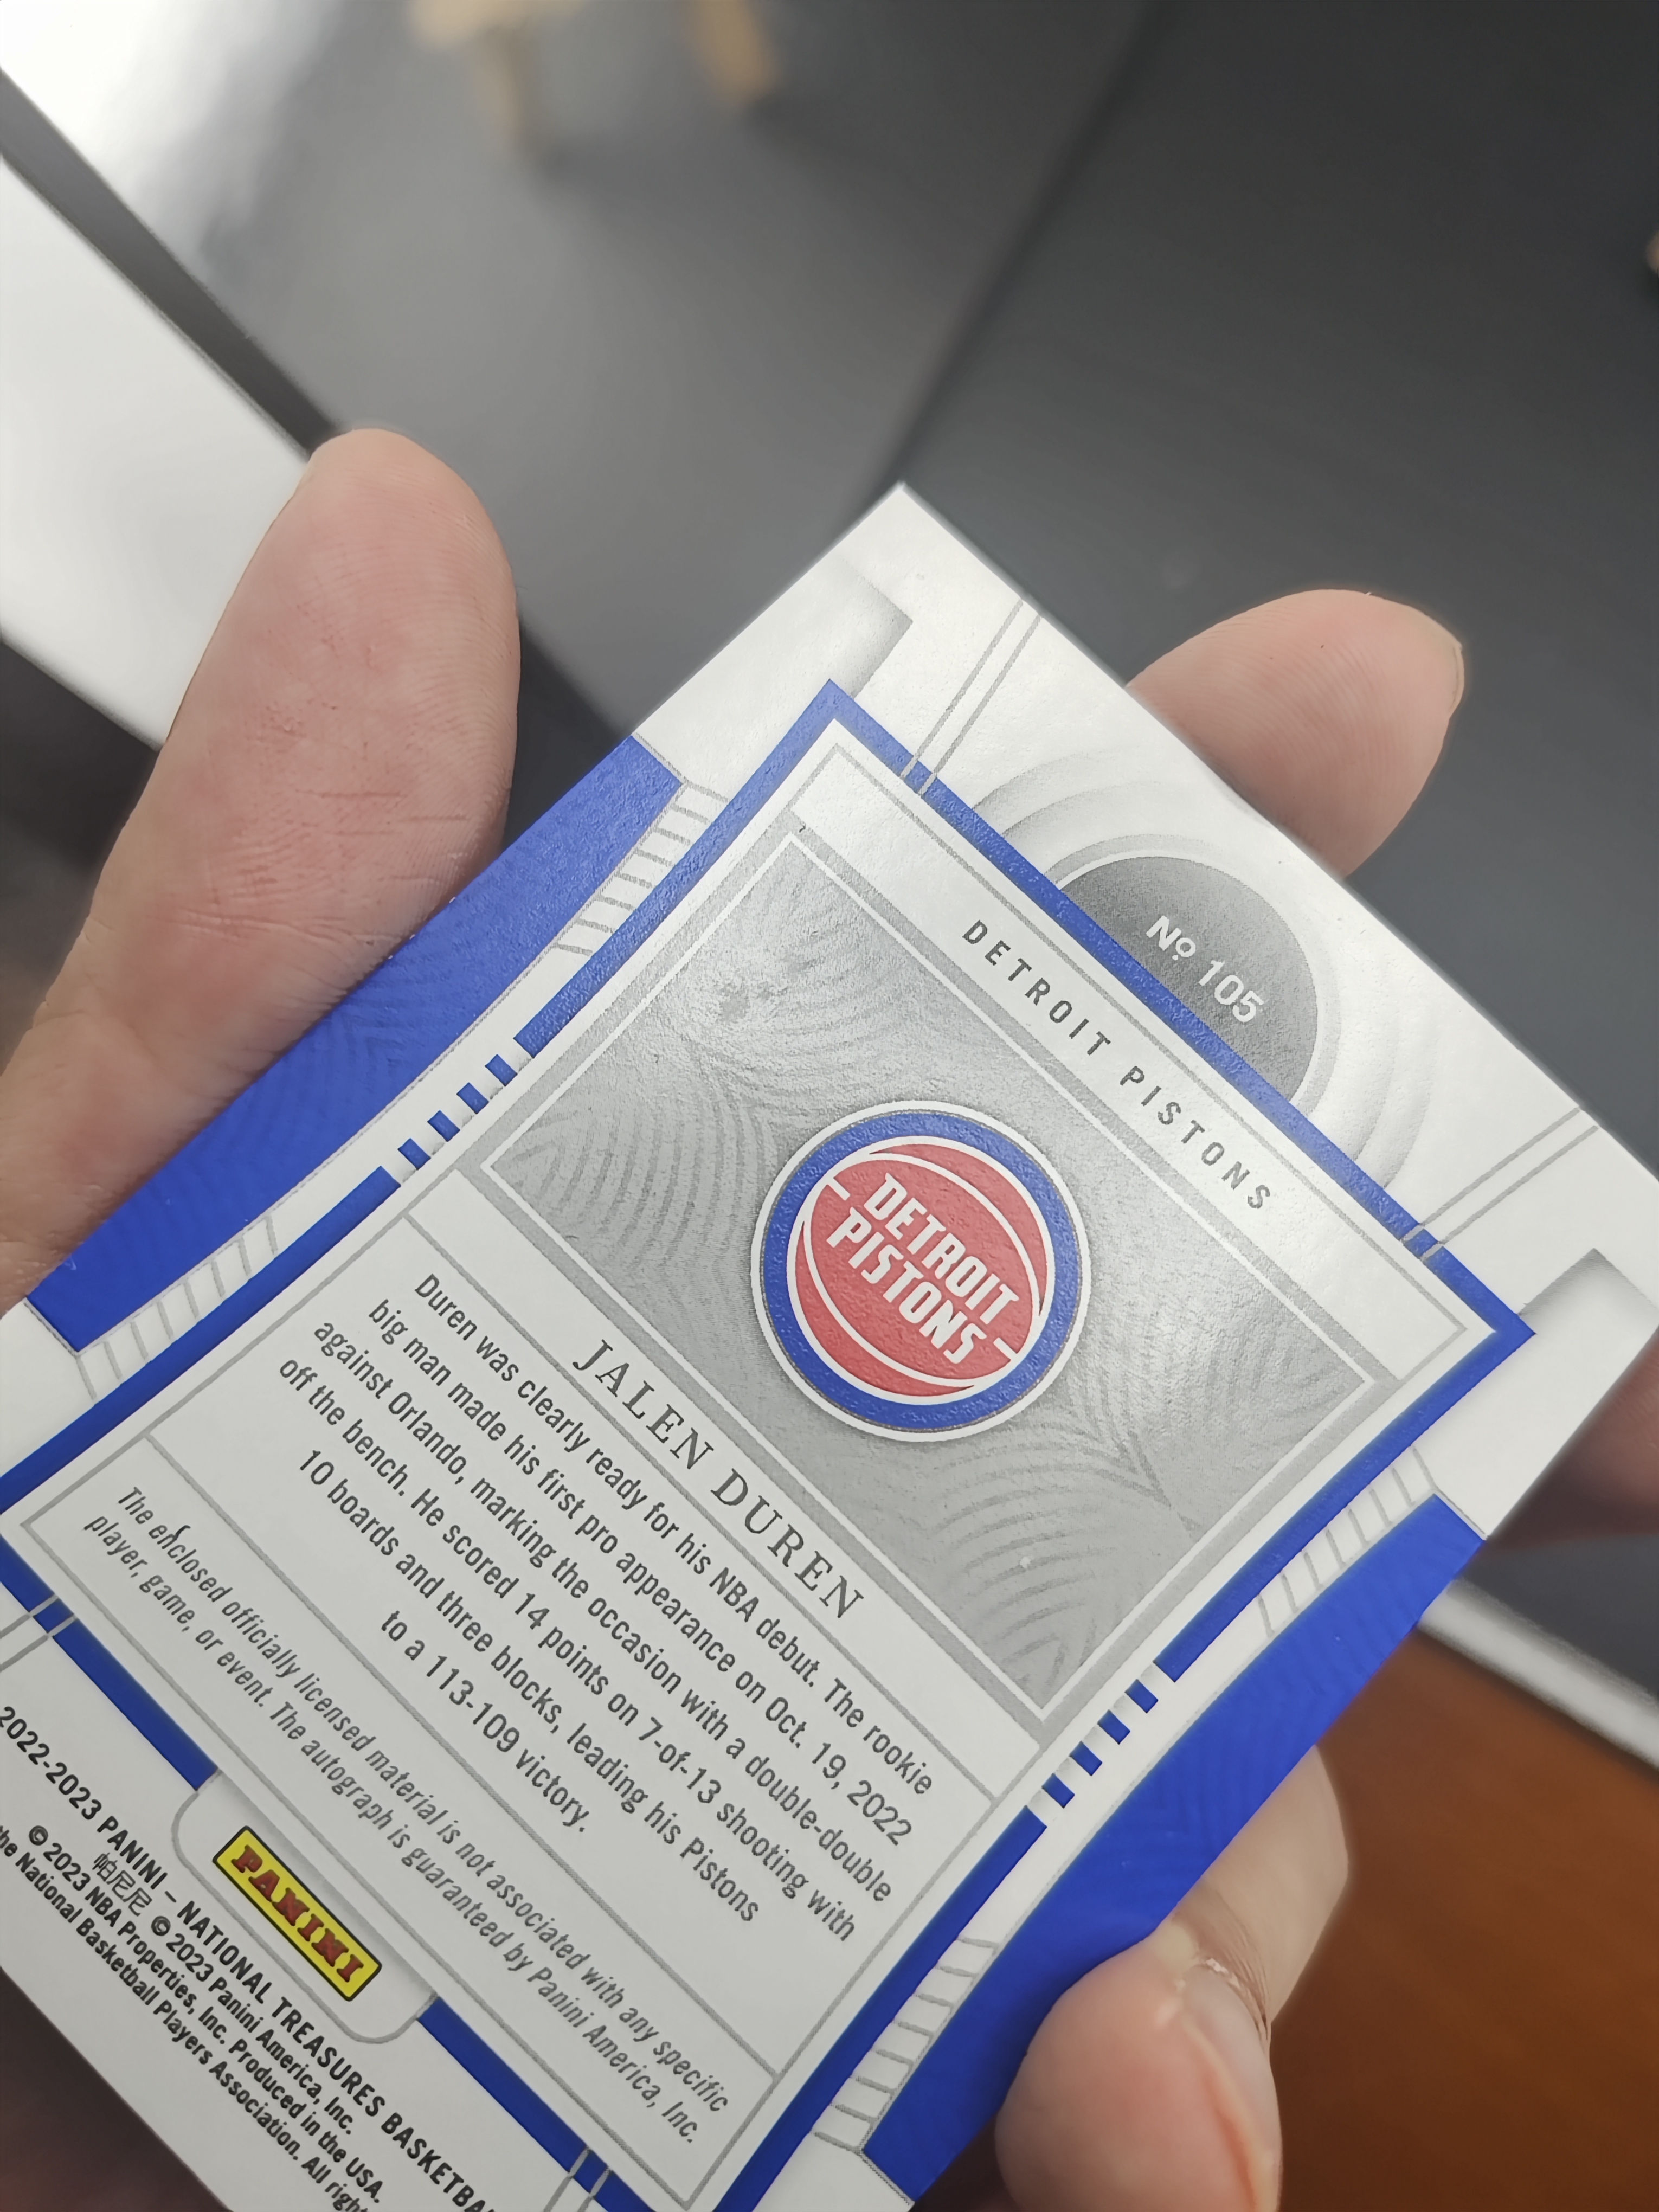 Nº 105
DETROIT PISTONS
DETROIT
PISTONS
JALEN DUREN
Duren was clearly ready for his NBA debut. The rookie
big man made his first pro appearance on Oct. 19, 2022
against Orlando, marking the occasion with a double-double
off the bench. He scored 14 points on 7-of-13 shooting with
10 boards and three blocks, leading his Pistons
to a 113-109 victory.
The enclosed officially licensed material is not associated with any specific
player, game, or event. The autograph is guaranteed by Panini America, Inc.
PANINI
2022-2023 PANINI – NATIONAL TREASURES
帕尼尼 © 2023 Panini America, Inc.
© 2023 NBA Properties, Inc. Produced in the USA.
the National Basketball Players Association. All